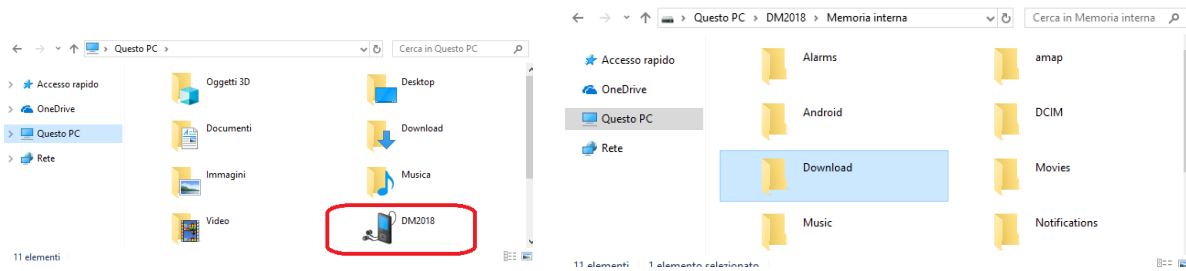 Questo PC
Cerca in Questo PC
Accesso rapido
OneDrive
Questo PC
Rete
Oggetti 3D
Desktop
Documenti
Download
Immagini
Musica
Video
DM2018
11 elementi
Questo PC > DM2018 > Memoria interna
Cerca in Memoria interna
Accesso rapido
OneDrive
Questo PC
Rete
Alarms
amap
Android
DCIM
Download
Movies
Music
Notifications
11 elementi 1 elemento selezionato